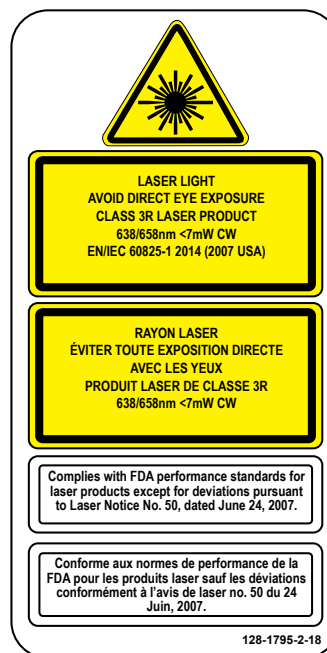 LASER LIGHT
AVOID DIRECT EYE EXPOSURE
CLASS 3R LASER PRODUCT
638/658nm <7mW CW
EN/IEC 60825-1 2014 (2007 USA)
RAYON LASER
ÉVITER TOUTE EXPOSITION DIRECTE
AVEC LES YEUX
PRODUIT LASER DE CLASSE 3R
638/658nm <7mW CW
Complies with FDA performance standards for
laser products except for deviations pursuant
to Laser Notice No. 50, dated June 24, 2007.
Conforme aux normes de performance de la
FDA pour les produits laser sauf les déviations
conformément à l'avis de laser no. 50 du 24
Juin, 2007.
128-1795-2-18